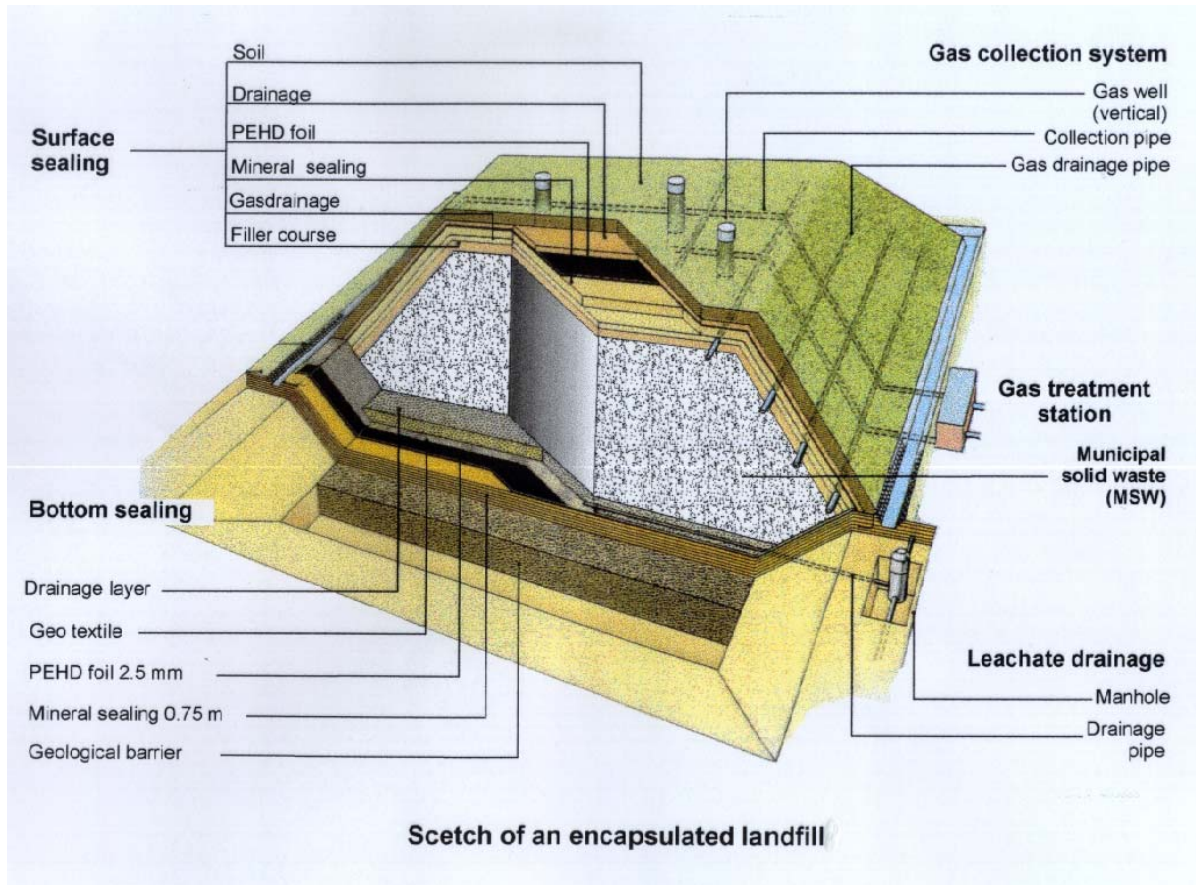 Soil
Drainage
PEHD foil
Mineral sealing
Gasdrainage
Filler course
Surface
sealing
Gas collection system
Gas well
(vertical)
Collection pipe
Gas drainage pipe
Gas treatment
station
Municipal
solid waste
(MSW)
Bottom sealing
Drainage layer
Geo textile
PEHD foil 2.5 mm
Mineral sealing 0.75 m
Geological barrier
Leachate drainage
Manhole
Drainage
pipe
Scetch of an encapsulated landfill